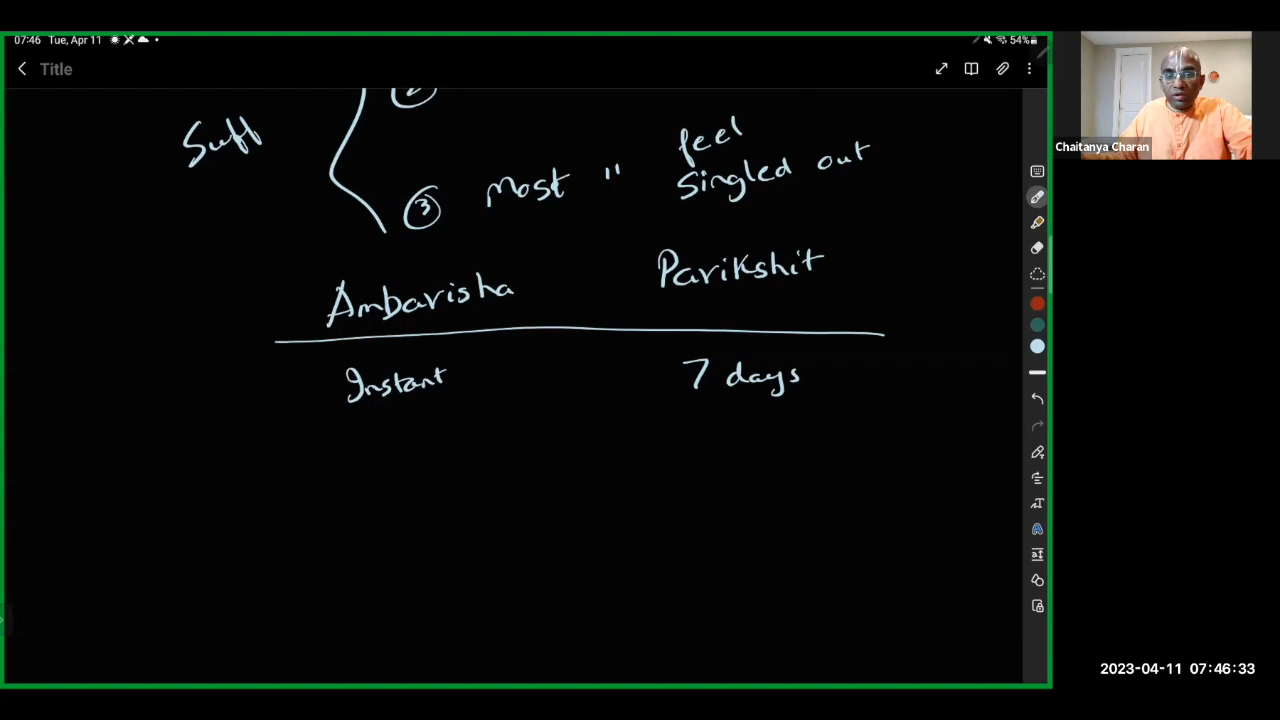 07:46 Tue, Apr 11
54%
Title
Chaitanya Charan
Suff
2
feel
3 Most " singled out
Ambarisha Parikshit
Instant 7 days
2023-04-11 07:46:33